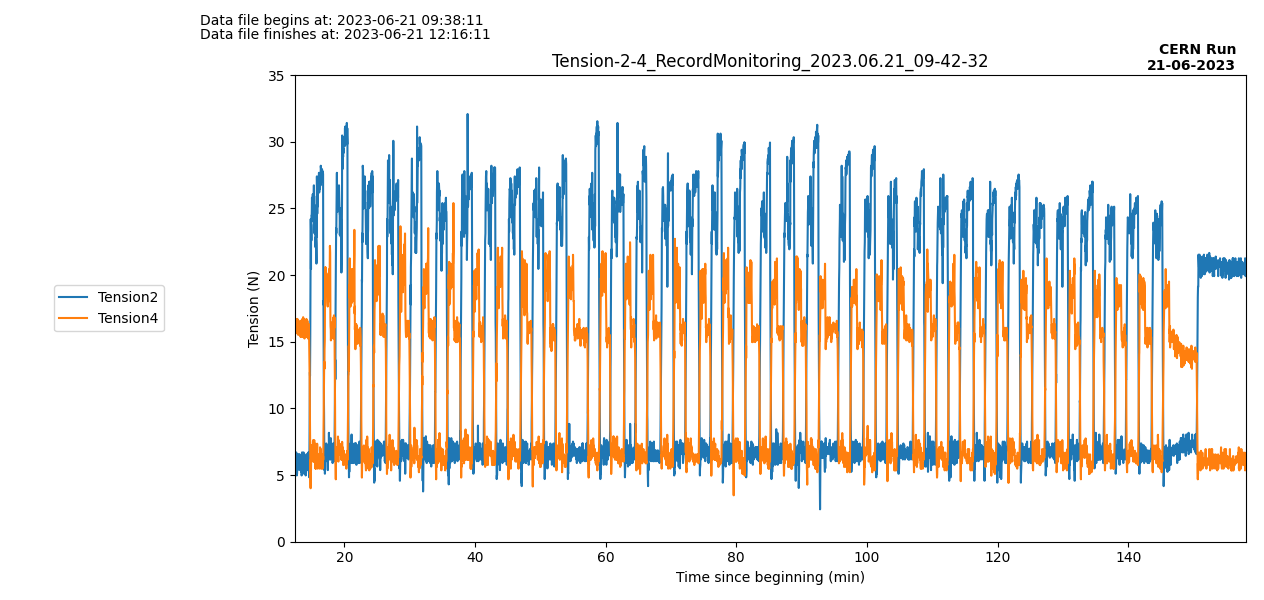 Data file begins at: 2023-06-21 09:38:11
Data file finishes at: 2023-06-21 12:16:11
CERN Run
21-06-2023
Tension-2-4_RecordMonitoring_2023.06.21_09-42-32
35
30
25
20
15
10
5
0
Tension (N)
Tension2
Tension4
20
40
60
80
100
120
140
Time since beginning (min)